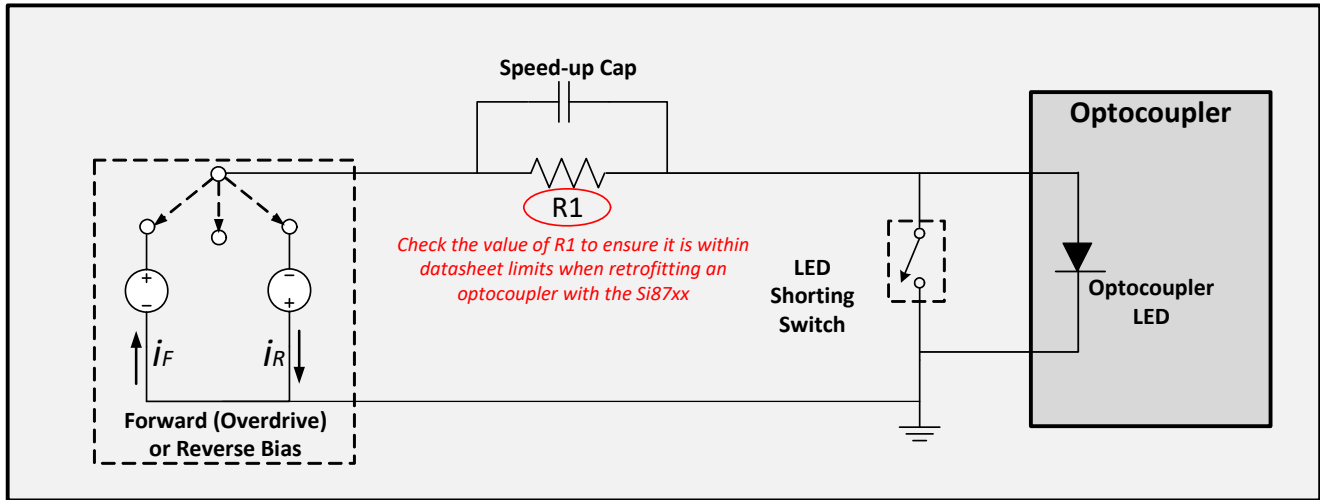 Speed-up Cap
Optocoupler
R1
Check the value of R1 to ensure it is within
datasheet limits when retrofitting an
optocoupler with the Si87xx
+
−
−
+
LED
Shorting
Switch
Optocoupler
LED
iF
iR
Forward (Overdrive)
or Reverse Bias